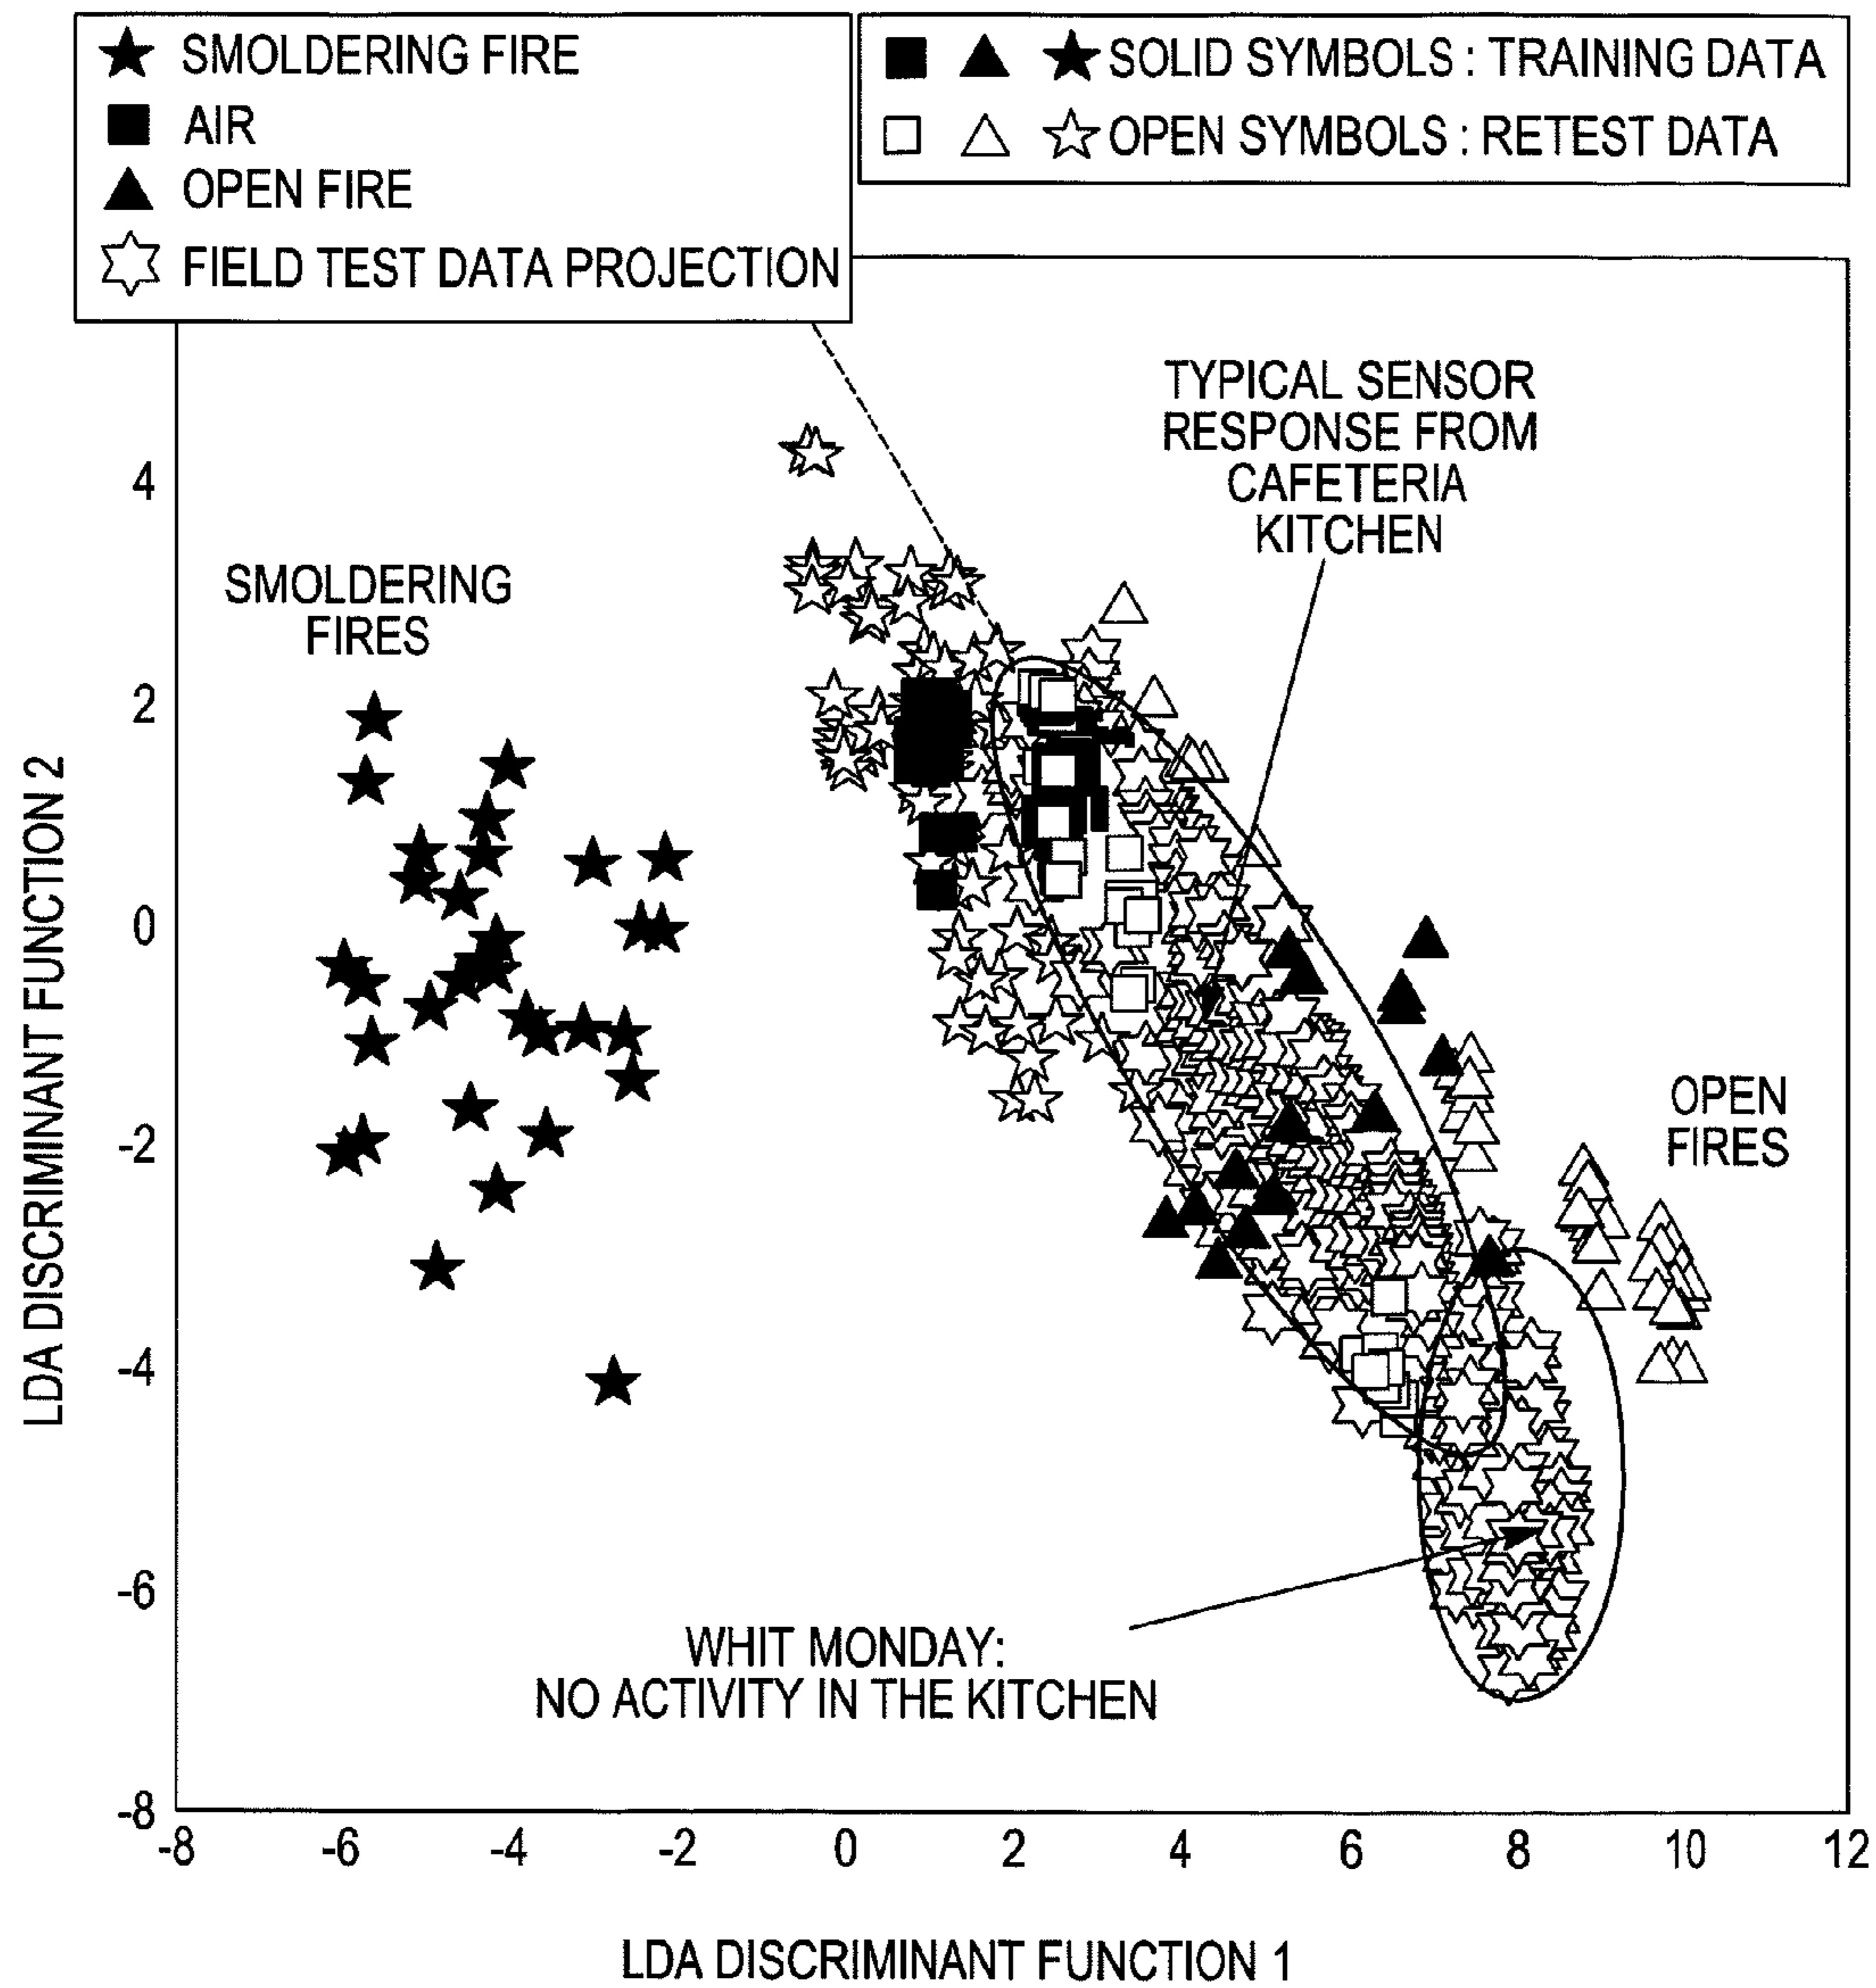 SMOLDERING FIRE
AIR
OPEN FIRE
FIELD TEST DATA PROJECTION
SOLID SYMBOLS : TRAINING DATA
OPEN SYMBOLS : RETEST DATA
TYPICAL SENSOR
RESPONSE FROM
CAFETERIA
KITCHEN
SMOLDERING
FIRES
OPEN
FIRES
WHIT MONDAY:
NO ACTIVITY IN THE KITCHEN
LDA DISCRIMINANT FUNCTION 2
4
2
0
-2
-4
-6
-8
-8 -6 -4 -2 0 2 4 6 8 10 12
LDA DISCRIMINANT FUNCTION 1